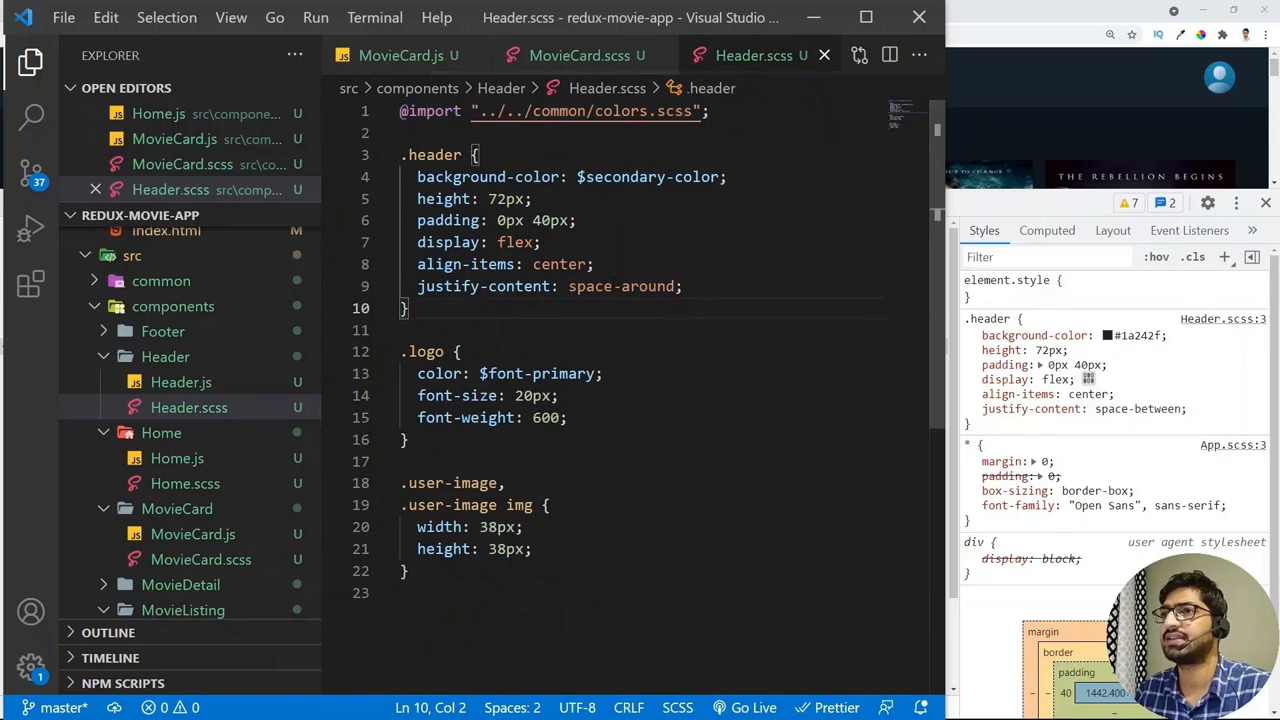 File Edit Selection View Go Run Terminal Help Header.scss - redux-movie-app - Visual Studio ...
EXPLORER
MovieCard.js U
MovieCard.scss U
Header.scss U
OPEN EDITORS
Home.js src\compone... U
MovieCard.js src\com... U
MovieCard.scss src\co... U
Header.scss src\comp... U
REDUX-MOVIE-APP
index.html M
src
common
components
Footer
Header
Header.js U
Header.scss U
Home
Home.js U
Home.scss U
MovieCard
MovieCard.js U
MovieCard.scss U
MovieDetail
MovieListing
OUTLINE
TIMELINE
NPM SCRIPTS
37
1
src components Header Header.scss .header
1 @import "../../common/colors.scss";
2
3 .header {
4 background-color: $secondary-color;
5 height: 72px;
6 padding: 0px 40px;
7 display: flex;
8 align-items: center;
9 justify-content: space-around;
10 }
11
12 .logo {
13 color: $font-primary;
14 font-size: 20px;
15 font-weight: 600;
16 }
17
18 .user-image,
19 .user-image img {
20 width: 38px;
21 height: 38px;
22 }
23
master* 0 0 Ln 10, Col 2 Spaces: 2 UTF-8 CRLF SCSS Go Live Prettier
IQ
THE REBELLION BEGINS
7 2
Styles Computed Layout Event Listeners
Filter :hov .cls
element.style {
}
.header { Header.scss:3
background-color: #1a242f;
height: 72px;
padding: 0px 40px;
display: flex;
align-items: center;
justify-content: space-between;
}
* { App.scss:3
margin: 0;
padding: 0;
box-sizing: border-box;
font-family: "Open Sans", sans-serif;
}
div { user agent stylesheet
display: block;
}
margin
border
padding
40 1442.400